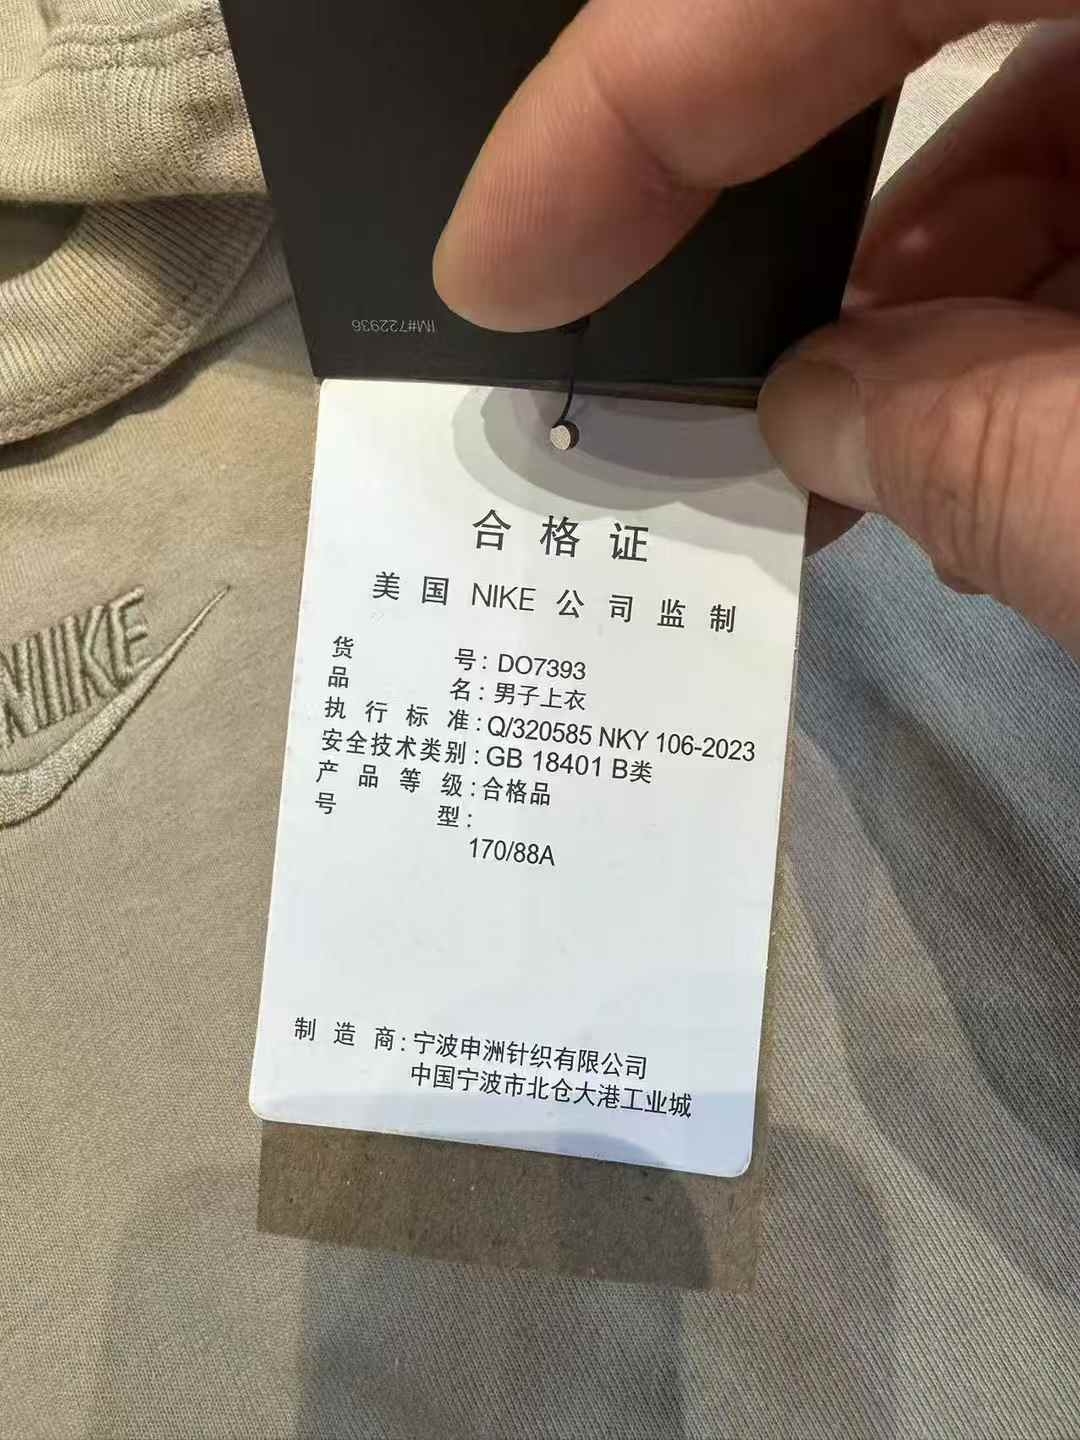 IM#722936
NIKE
合格证
美国 NIKE 公司监制
货号：DO7393
品名：男子上衣
执行标准：Q/320585 NKY 106-2023
安全技术类别：GB 18401 B类
产品等级：合格品
号型：
170/88A
制造商：宁波申洲针织有限公司
中国宁波市北仑大港工业城